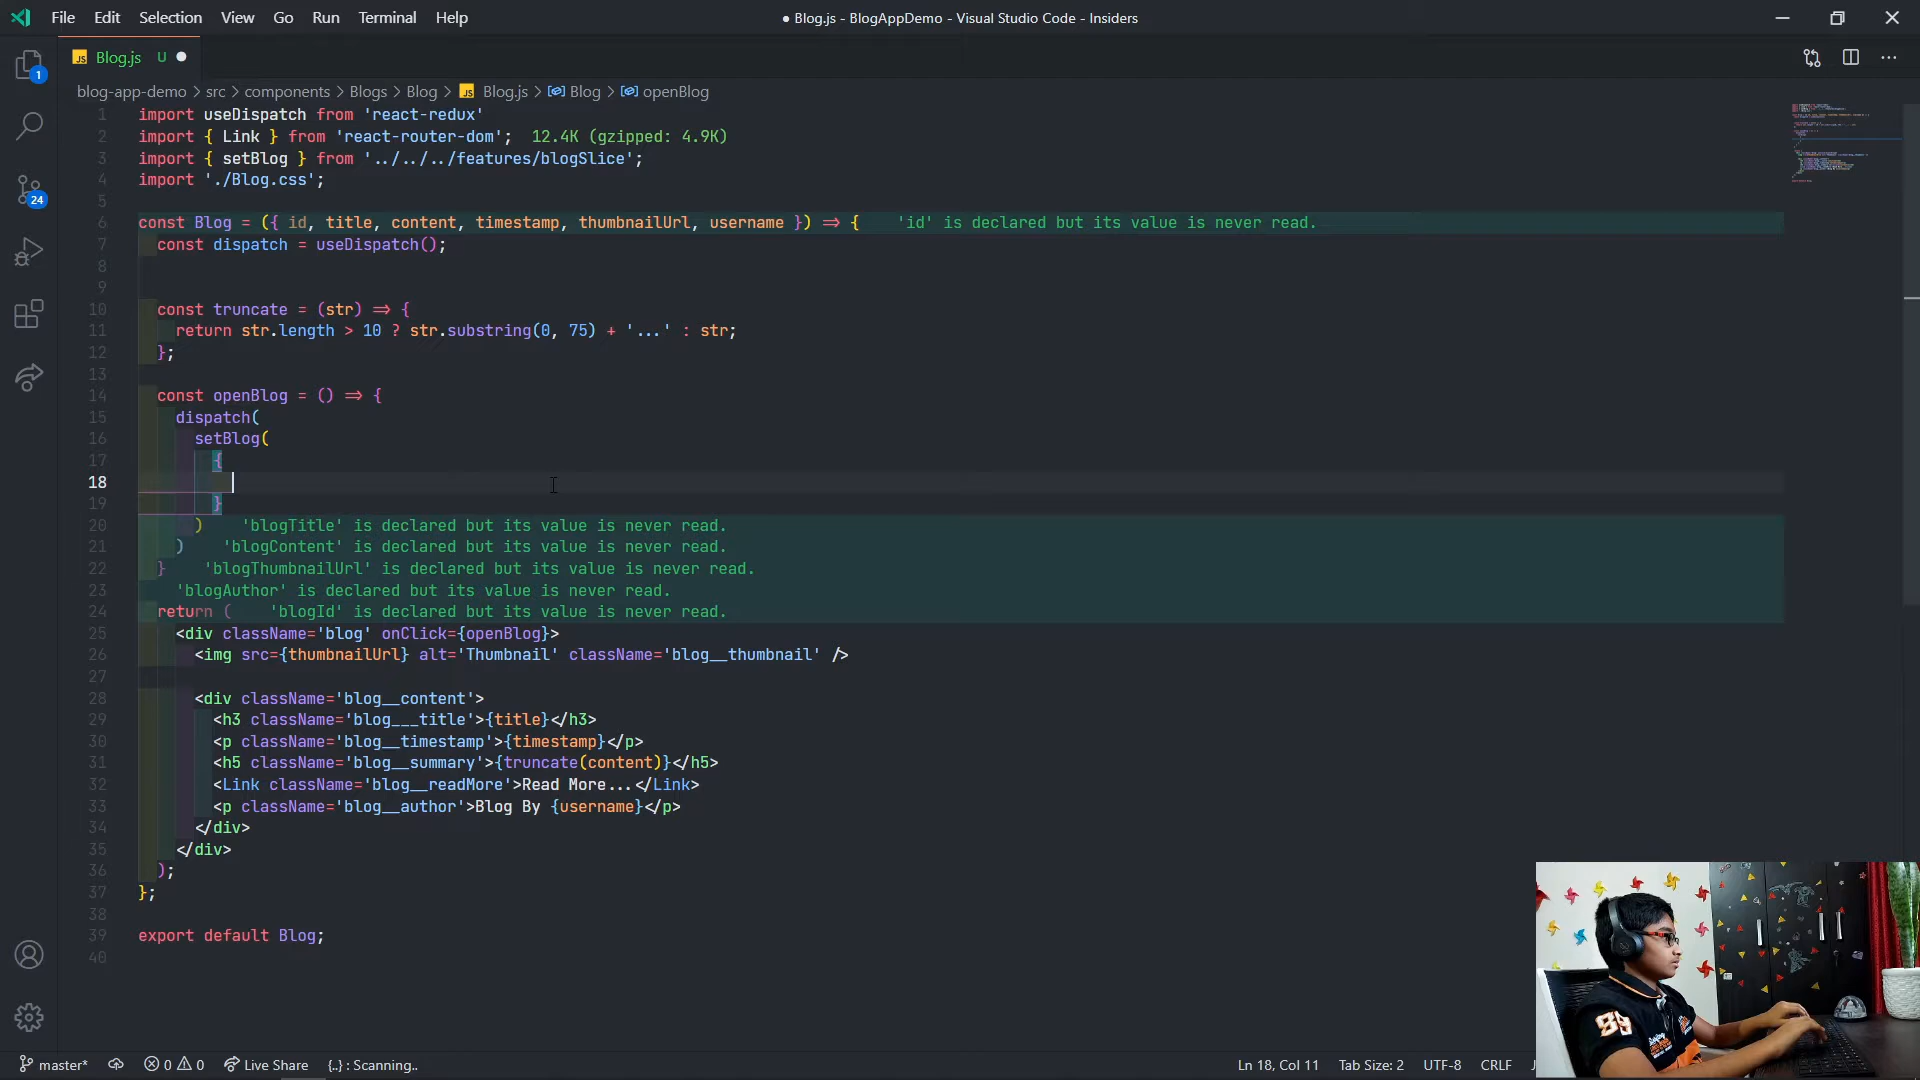 File Edit Selection View Go Run Terminal Help
● Blog.js - BlogAppDemo - Visual Studio Code - Insiders
JS Blog.js U ●
blog-app-demo > src > components > Blogs > Blog > JS Blog.js > Blog > openBlog
1
24
1 import useDispatch from 'react-redux'
2 import { Link } from 'react-router-dom'; 12.4K (gzipped: 4.9K)
3 import { setBlog } from '../../../features/blogSlice';
4 import './Blog.css';
5
6 const Blog = ({ id, title, content, timestamp, thumbnailUrl, username }) => { 'id' is declared but its value is never read.
7 const dispatch = useDispatch();
8
9
10 const truncate = (str) => {
11 return str.length > 10 ? str.substring(0, 75) + '...' : str;
12 };
13
14 const openBlog = () => {
15 dispatch(
16 setBlog(
17 {
18
19 }
20 ) 'blogTitle' is declared but its value is never read.
21 ) 'blogContent' is declared but its value is never read.
22 } 'blogThumbnailUrl' is declared but its value is never read.
23 'blogAuthor' is declared but its value is never read.
24 return ( 'blogId' is declared but its value is never read.
25 <div className='blog' onClick={openBlog}>
26 <img src={thumbnailUrl} alt='Thumbnail' className='blog__thumbnail' />
27
28 <div className='blog__content'>
29 <h3 className='blog___title'>{title}</h3>
30 <p className='blog__timestamp'>{timestamp}</p>
31 <h5 className='blog__summary'>{truncate(content)}</h5>
32 <Link className='blog__readMore'>Read More...</Link>
33 <p className='blog__author'>Blog By {username}</p>
34 </div>
35 </div>
36 );
37 };
38
39 export default Blog;
40
master* 0 0 Live Share {..} : Scanning.. Ln 18, Col 11 Tab Size: 2 UTF-8 CRLF